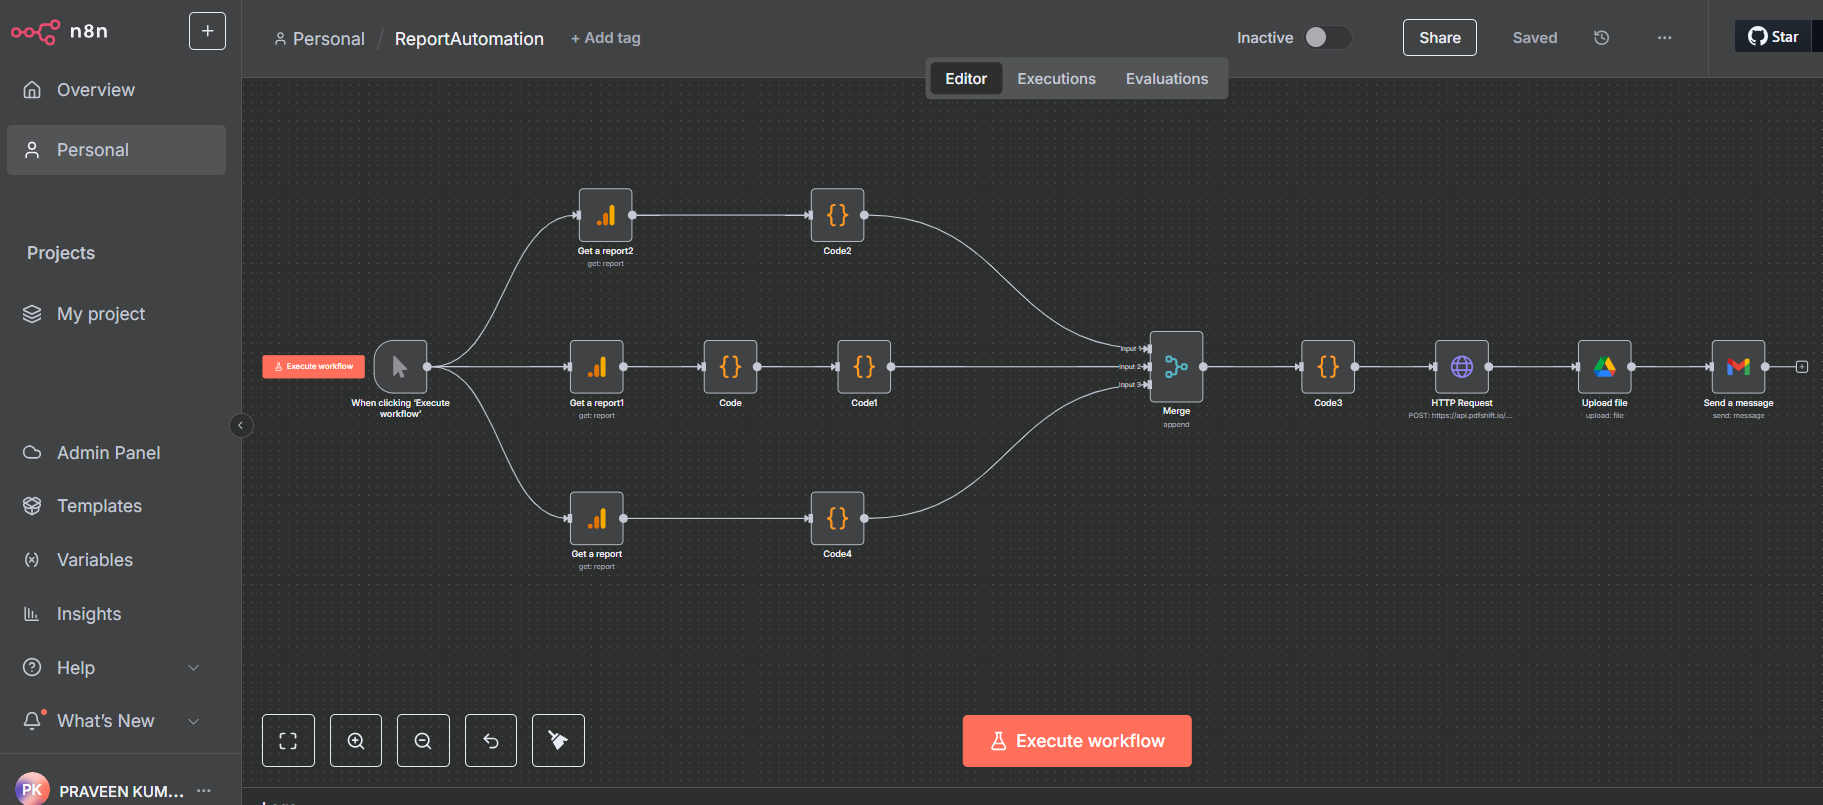 n8n
+
Personal / ReportAutomation + Add tag
Inactive
Share
Saved
Star
Editor Executions Evaluations
Overview
Personal
Projects
My project
Admin Panel
Templates
Variables
Insights
Help
What's New
PK PRAVEEN KUM...
Get a report2
get: report
Code2
Execute workflow
When clicking 'Execute
workflow'
Get a report1
get: report
Code
Code1
Input 1
Input 2
Input 3
Merge
append
Code3
HTTP Request
POST: https://api.pdfshift.io/...
Upload file
upload: file
Send a message
send: message
Get a report
get: report
Code4
Execute workflow